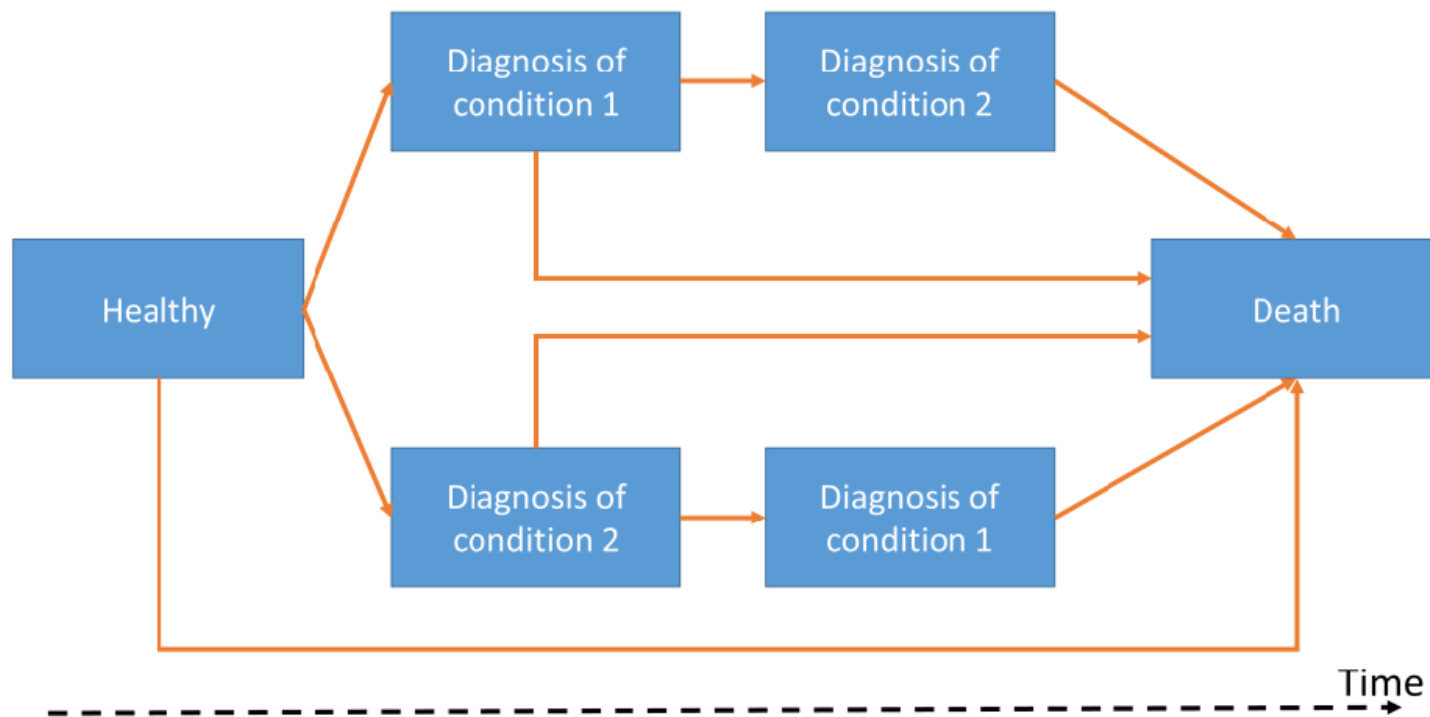 Diagnosis of
condition 1
Diagnosis of
condition 2
Healthy
Death
Diagnosis of
condition 2
Diagnosis of
condition 1
Time